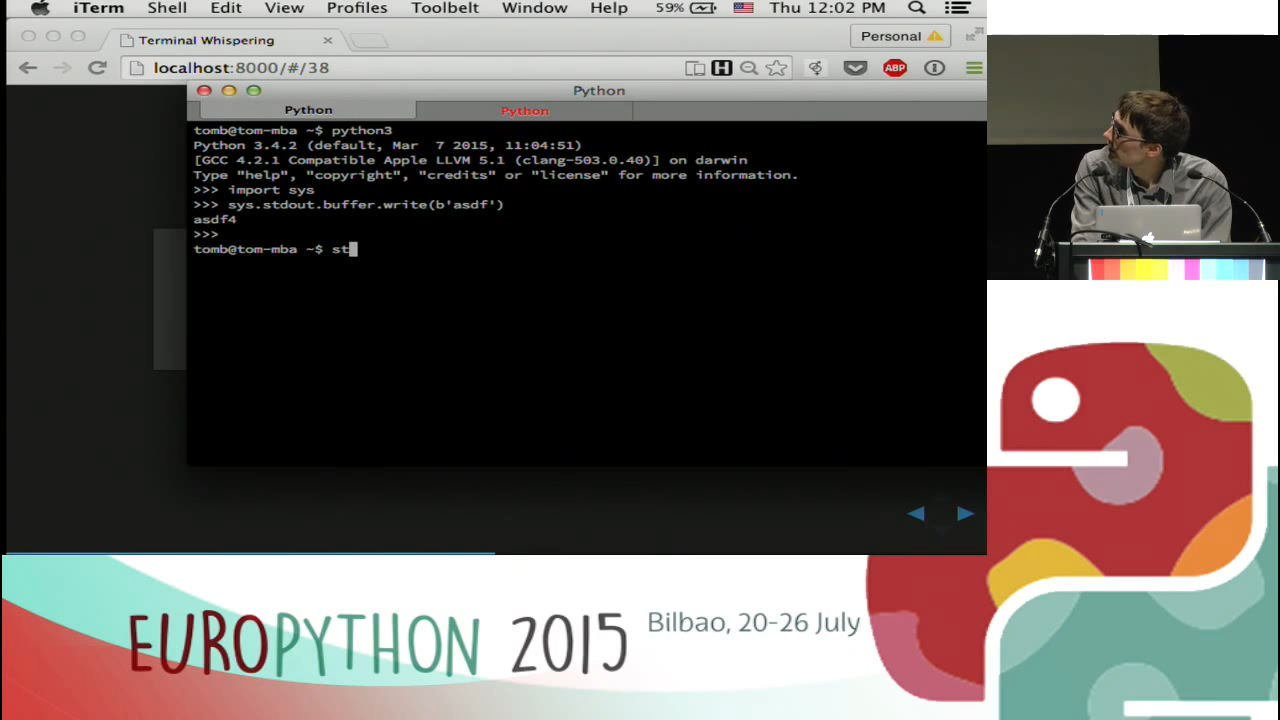 iTerm Shell Edit View Profiles Toolbelt Window Help 59% Thu 12:02 PM
Terminal Whispering
Personal
localhost:8000/#/38
ABP
Python
Python Python
tomb@tom-mba ~$ python3
Python 3.4.2 (default, Mar  7 2015, 11:04:51)
[GCC 4.2.1 Compatible Apple LLVM 5.1 (clang-503.0.40)] on darwin
Type "help", "copyright", "credits" or "license" for more information.
>>> import sys
>>> sys.stdout.buffer.write(b'asdf')
asdf4
>>>
tomb@tom-mba ~$ st
EUROPYTHON 2015 Bilbao, 20-26 July